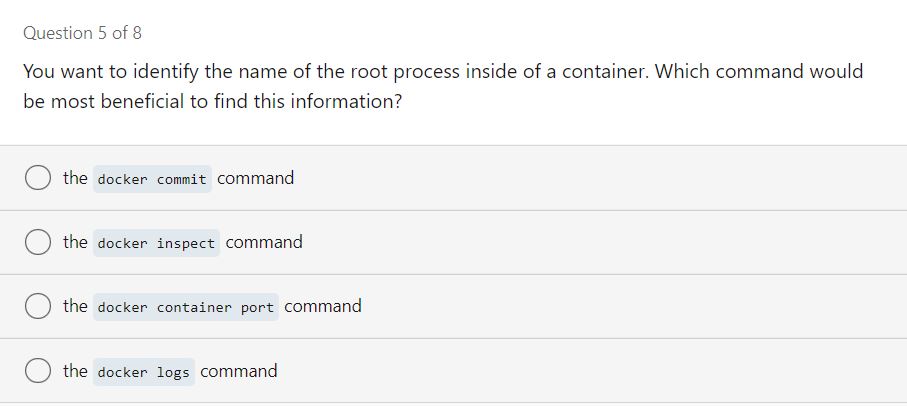 Question 5 of 8
You want to identify the name of the root process inside of a container. Which command would
be most beneficial to find this information?
the docker commit command
the docker inspect command
the docker container port command
the docker logs command